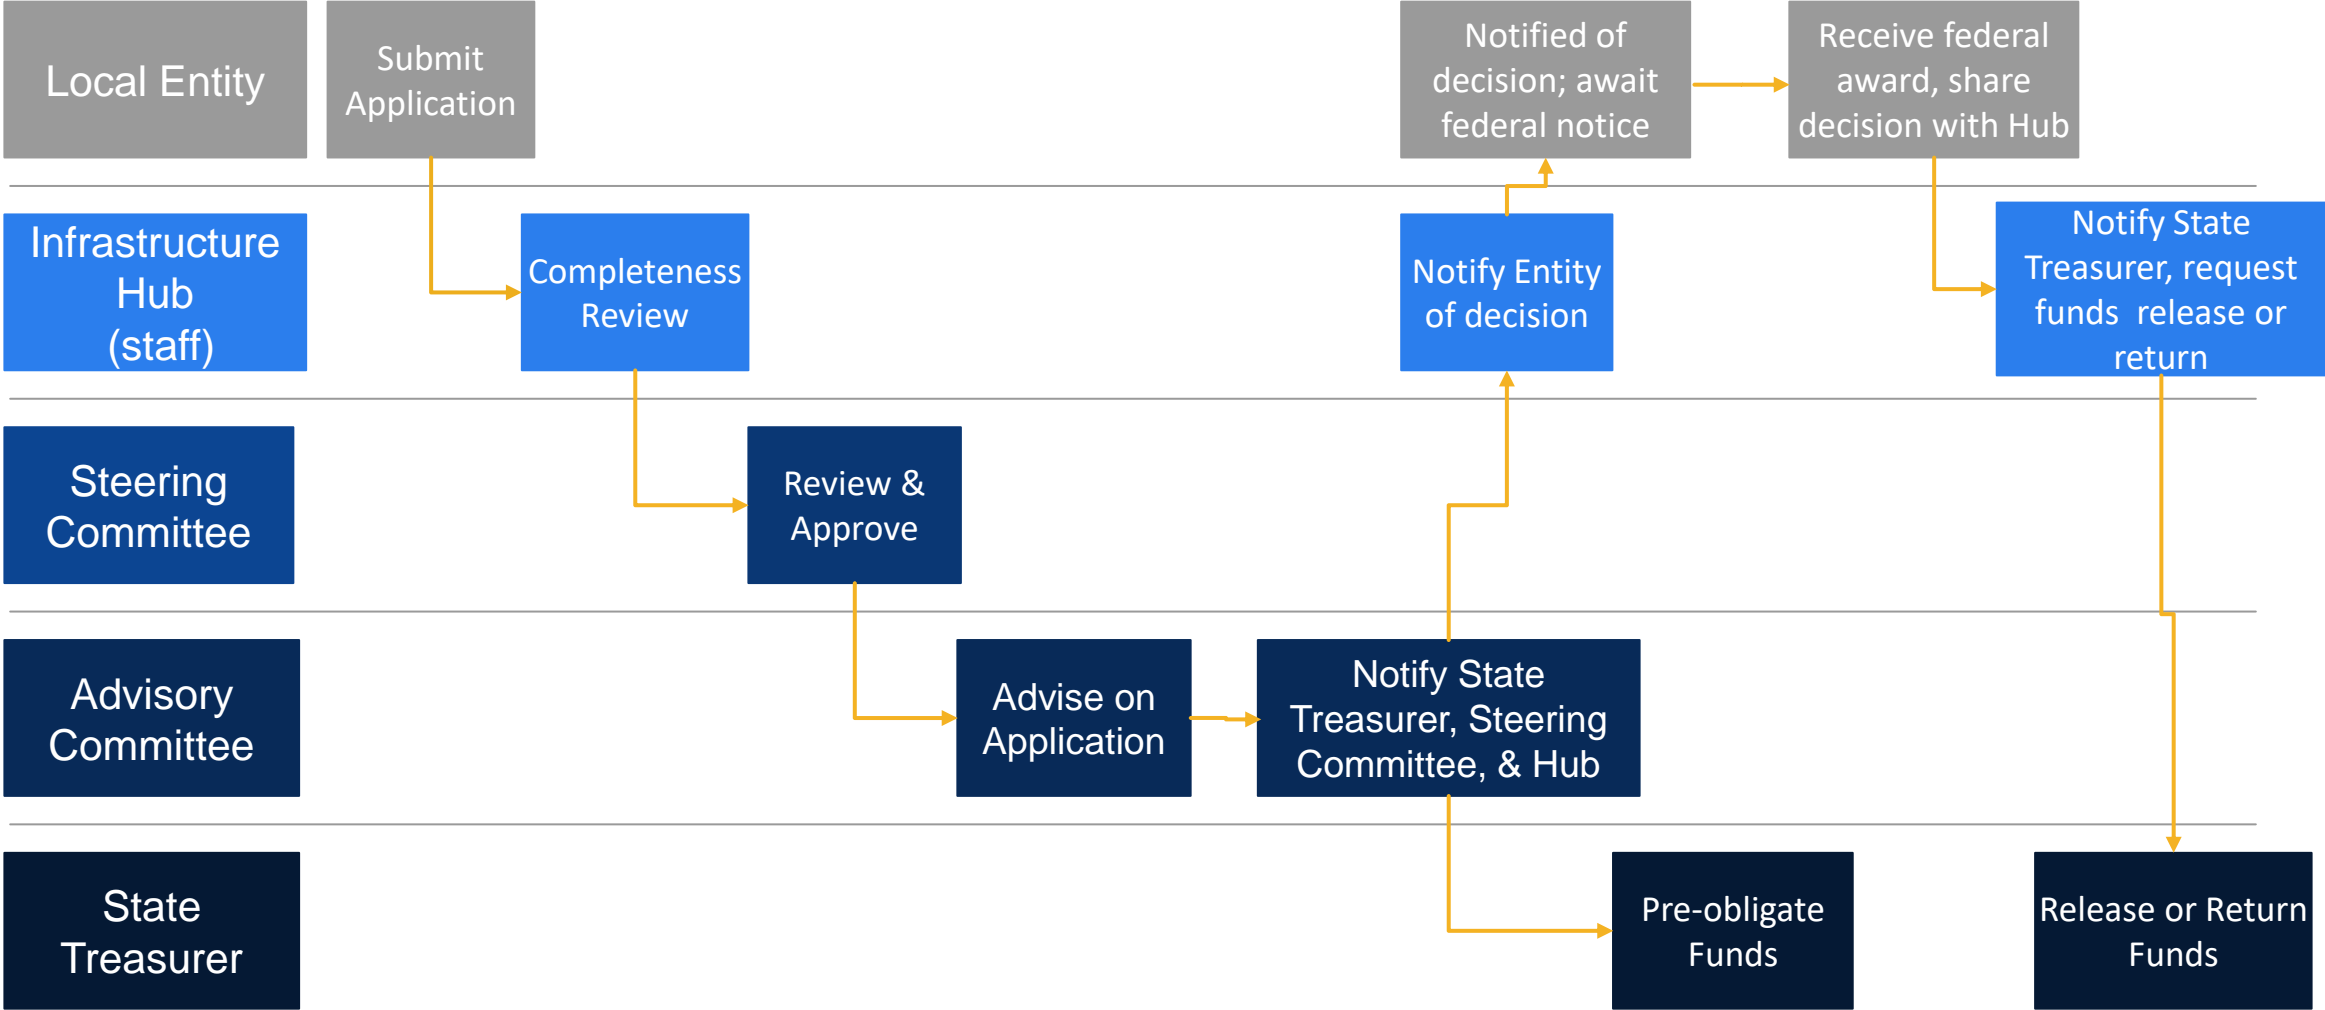 Local Entity
Submit
Application
Notified of
decision; await
federal notice
Receive federal
award, share
decision with Hub
Infrastructure
Hub
(staff)
Completeness
Review
Notify Entity
of decision
Notify State
Treasurer, request
funds  release or
return
Steering
Committee
Review &
Approve
Advisory
Committee
Advise on
Application
Notify State
Treasurer, Steering
Committee, & Hub
State
Treasurer
Pre-obligate
Funds
Release or Return
Funds